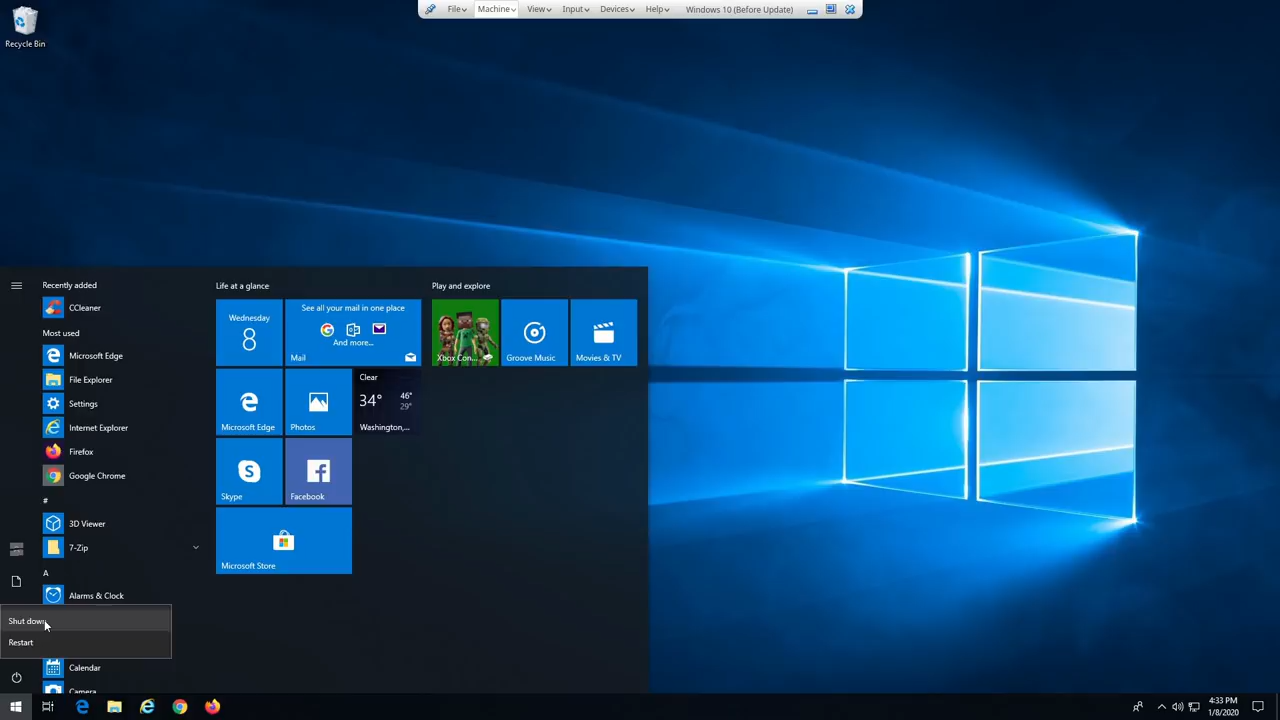 File Machine View Input Devices Help Windows 10 (Before Update)
Recycle Bin
Recently added
CCleaner
Most used
Microsoft Edge
File Explorer
Settings
Internet Explorer
Firefox
Google Chrome
#
3D Viewer
7-Zip
A
Alarms & Clock
Shut down
Restart
Calendar
Camera
Life at a glance
Wednesday
8
See all your mail in one place
And more...
Mail
Microsoft Edge
Photos
Clear
34° 46°
29°
Washington,...
Skype
Facebook
Microsoft Store
Play and explore
Xbox Con...
Groove Music
Movies & TV
4:33 PM
1/8/2020